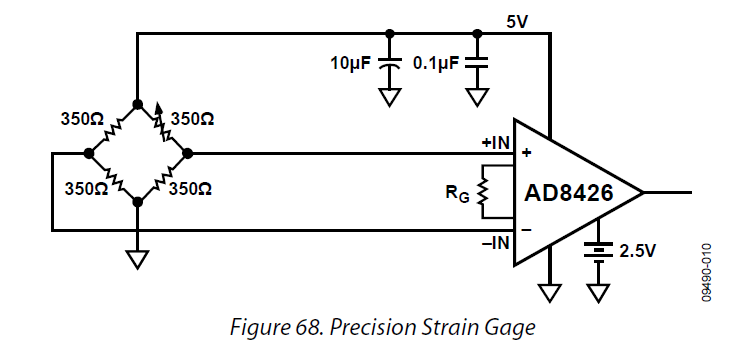 5V
10µF
0.1µF
350Ω
350Ω
+IN
+
RG
AD8426
350Ω
350Ω
–
–IN
2.5V
09490-010
Figure 68. Precision Strain Gage